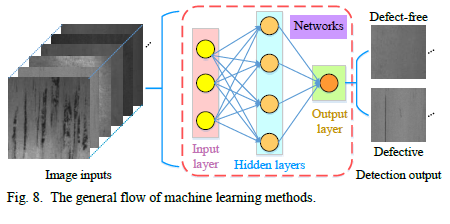 Defect-free
Networks
Output
layer
Input
layer
Hidden layers
Defective
Image inputs
Detection output
Fig. 8. The general flow of machine learning methods.